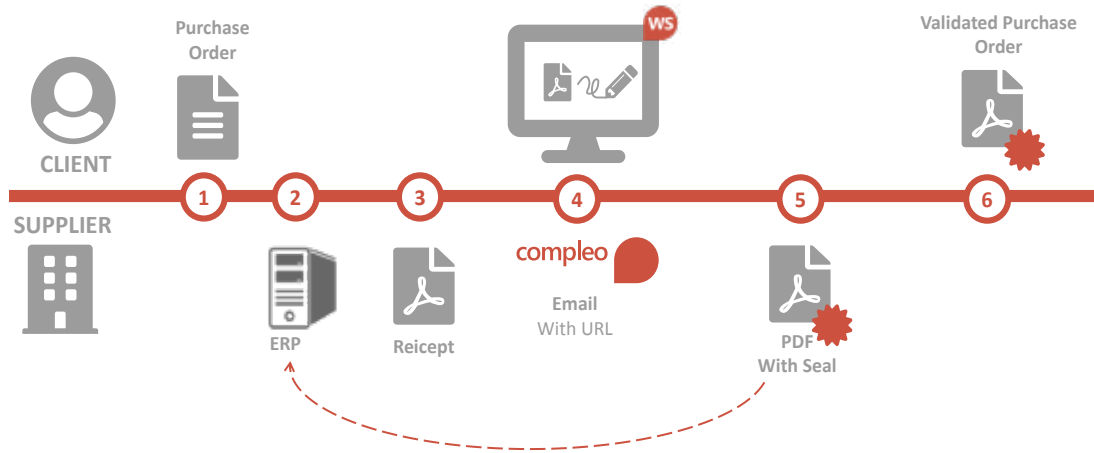 Purchase
Order
WS
Validated Purchase
Order
CLIENT
1
2
3
4
5
6
SUPPLIER
compleo
Email
With URL
ERP
Reicept
PDF
With Seal